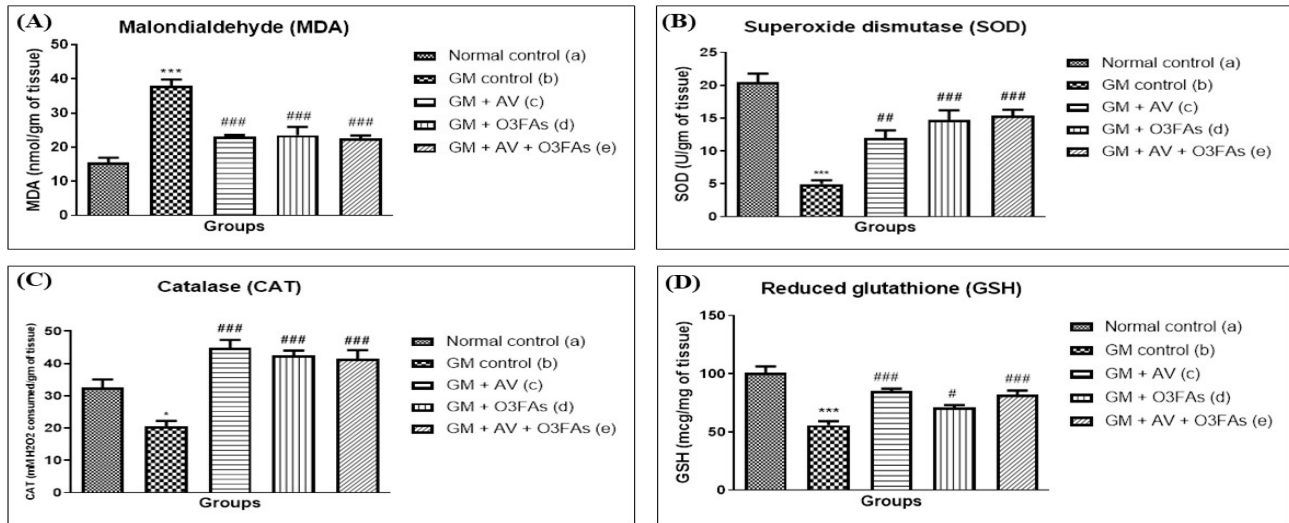 (A)
Malondialdehyde (MDA)
MDA (nmol/gm of tissue)
50
40
30
20
10
0
***
###
###
###
Groups
Normal control (a)
GM control (b)
GM + AV (c)
GM + O3FAs (d)
GM + AV + O3FAs (e)
(B)
Superoxide dismutase (SOD)
SOD (U/gm of tissue)
25
20
15
10
5
0
***
##
###
###
Groups
Normal control (a)
GM control (b)
GM + AV (c)
GM + O3FAs (d)
GM + AV + O3FAs (e)
(C)
Catalase (CAT)
CAT (mM H2O2 consumed/gm of tissue)
50
40
30
20
10
0
*
###
###
###
Groups
Normal control (a)
GM control (b)
GM + AV (c)
GM + O3FAs (d)
GM + AV + O3FAs (e)
(D)
Reduced glutathione (GSH)
GSH (mcg/mg of tissue)
150
100
50
0
***
###
#
###
Groups
Normal control (a)
GM control (b)
GM + AV (c)
GM + O3FAs (d)
GM + AV + O3FAs (e)